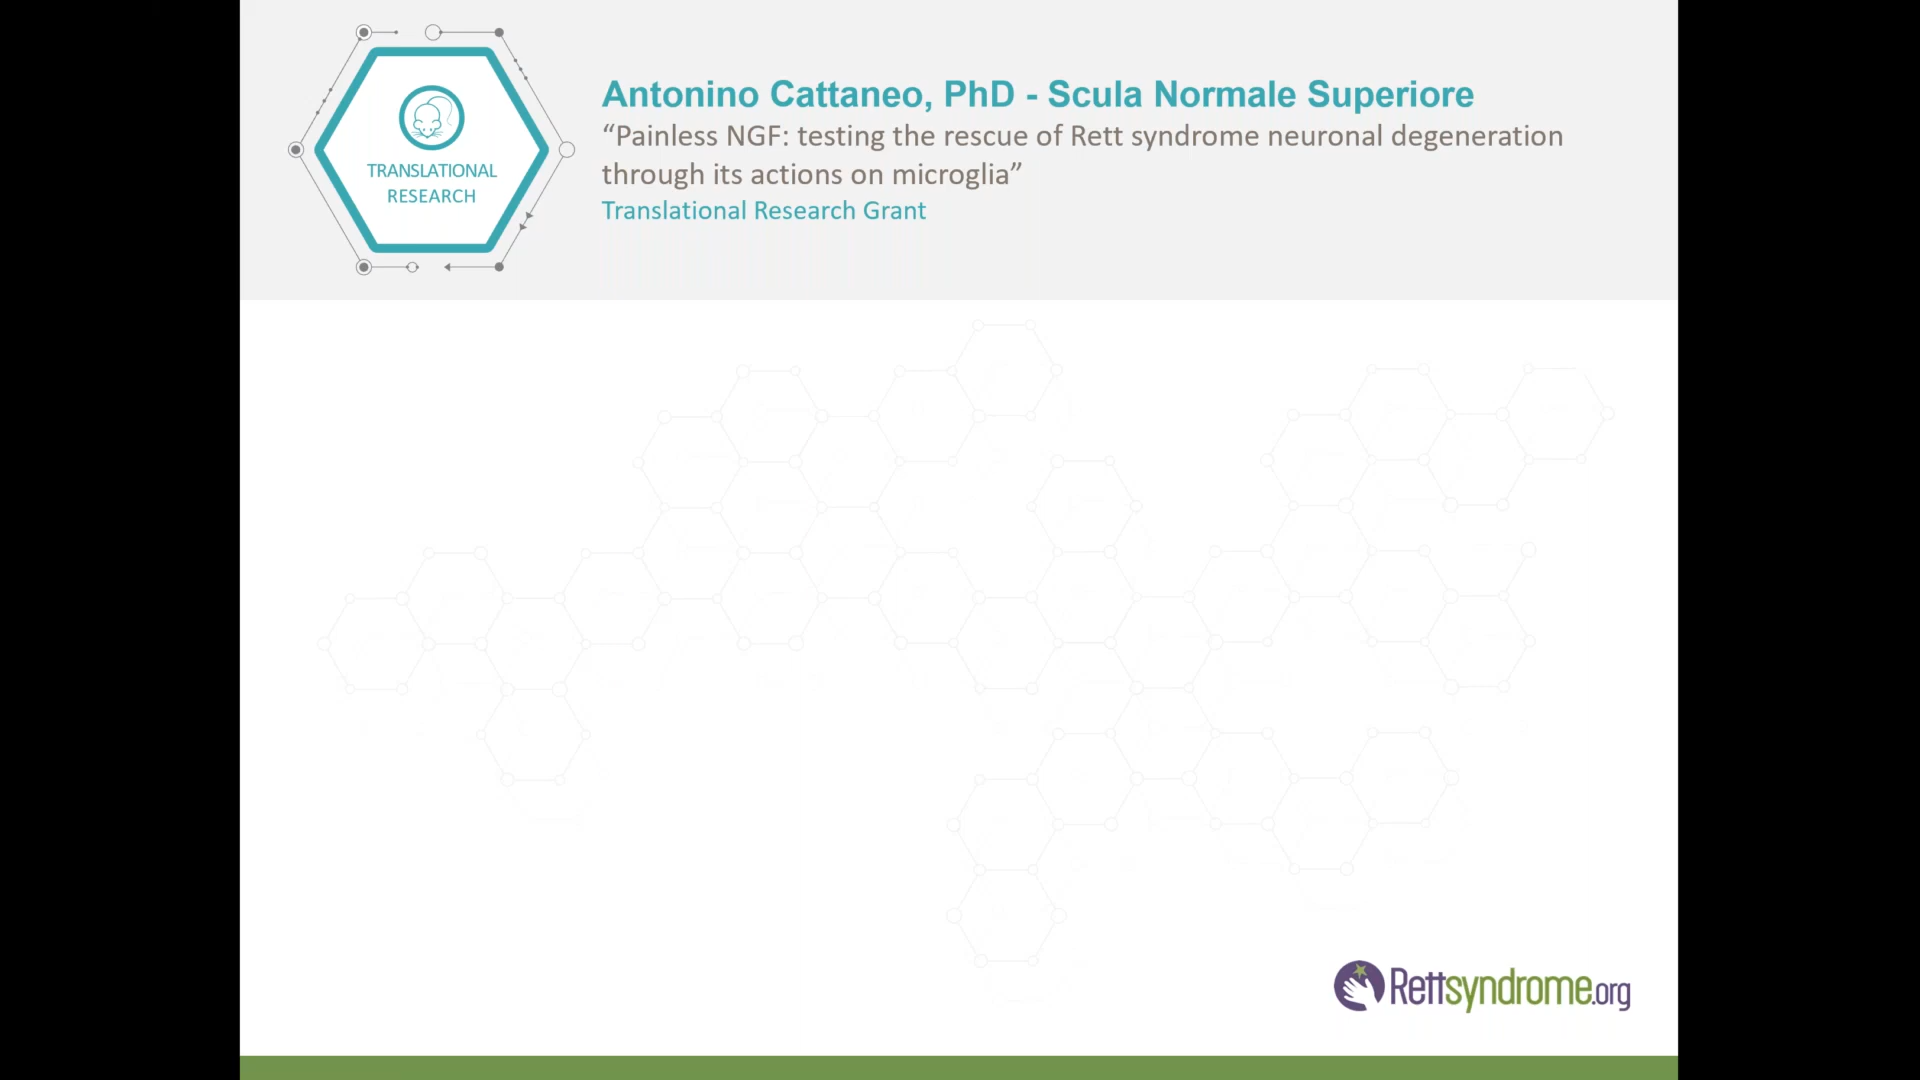 TRANSLATIONAL
RESEARCH
Antonino Cattaneo, PhD - Scula Normale Superiore
“Painless NGF: testing the rescue of Rett syndrome neuronal degeneration
through its actions on microglia”
Translational Research Grant
Rettsyndrome.org